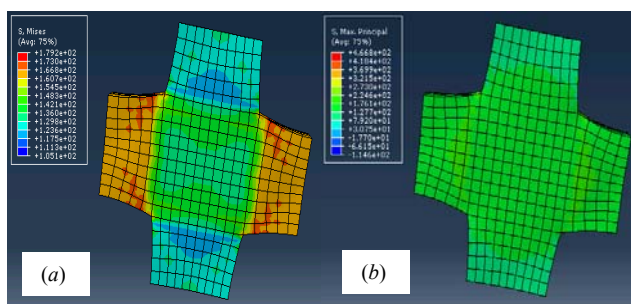 S, Mises
(Avg: 75%)
+1.792e+02
+1.730e+02
+1.668e+02
+1.607e+02
+1.545e+02
+1.483e+02
+1.421e+02
+1.360e+02
+1.298e+02
+1.236e+02
+1.175e+02
+1.113e+02
+1.051e+02
(a)
S, Max. Principal
(Avg: 75%)
+4.668e+02
+4.184e+02
+3.699e+02
+3.215e+02
+2.730e+02
+2.246e+02
+1.761e+02
+1.277e+02
+7.920e+01
+3.075e+01
-1.770e+01
-6.615e+01
-1.146e+02
(b)